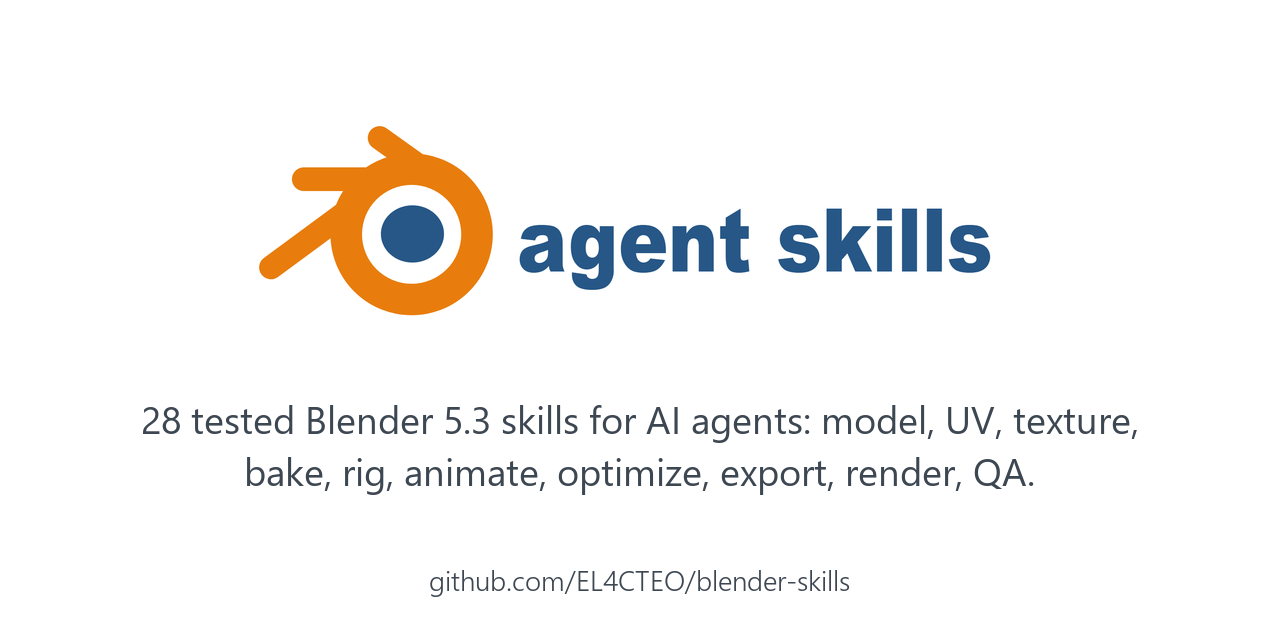 agent skills
28 tested Blender 5.3 skills for AI agents: model, UV, texture,
bake, rig, animate, optimize, export, render, QA.
github.com/EL4CTEO/blender-skills